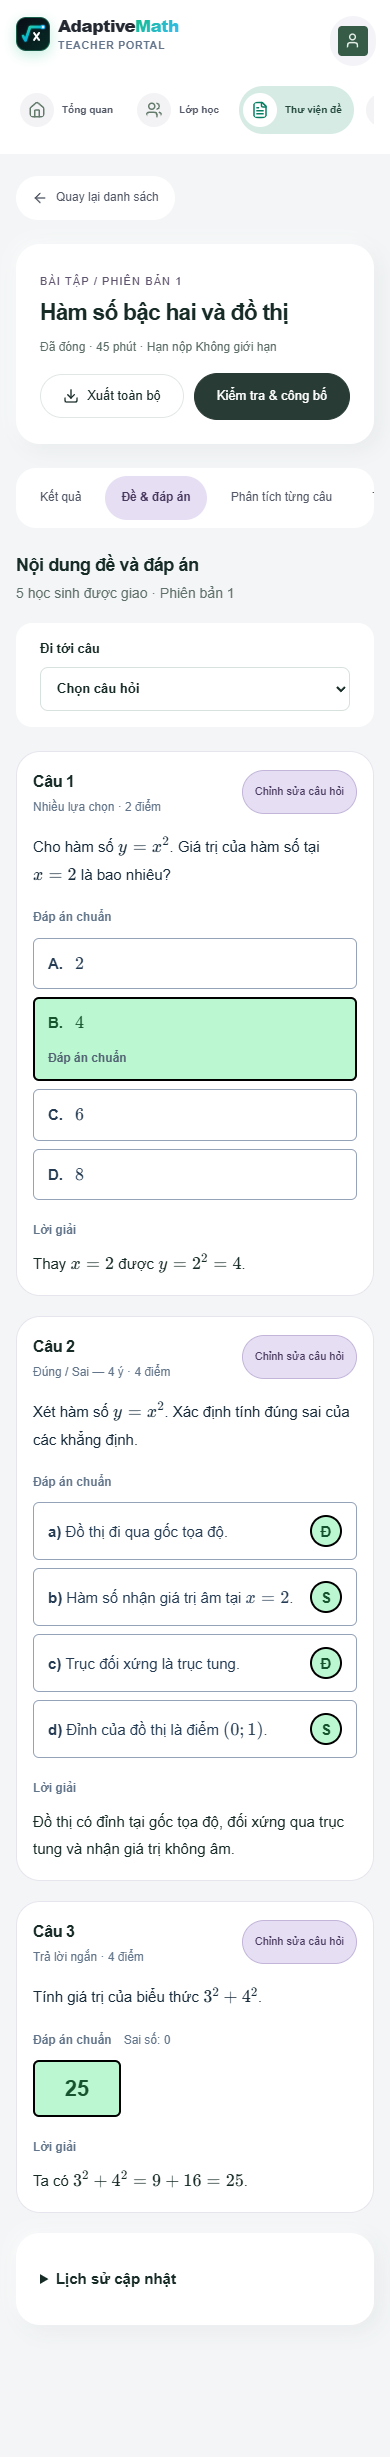 AdaptiveMath
TEACHER PORTAL
Tổng quan
Lớp học
Thư viện đề
Quay lại danh sách
BÀI TẬP / PHIÊN BẢN 1
Hàm số bậc hai và đồ thị
Đã đóng · 45 phút · Hạn nộp Không giới hạn
Xuất toàn bộ
Kiểm tra & công bố
Kết quả
Đề & đáp án
Phân tích từng câu
Nội dung đề và đáp án
5 học sinh được giao · Phiên bản 1
Đi tới câu
Chọn câu hỏi
Câu 1
Nhiều lựa chọn · 2 điểm
Chỉnh sửa câu hỏi
Cho hàm số y = x². Giá trị của hàm số tại
x = 2 là bao nhiêu?
Đáp án chuẩn
A. 2
B. 4
Đáp án chuẩn
C. 6
D. 8
Lời giải
Thay x = 2 được y = 2² = 4.
Câu 2
Đúng / Sai — 4 ý · 4 điểm
Chỉnh sửa câu hỏi
Xét hàm số y = x². Xác định tính đúng sai của
các khẳng định.
Đáp án chuẩn
a) Đồ thị đi qua gốc tọa độ.
Đ
b) Hàm số nhận giá trị âm tại x = 2.
S
c) Trục đối xứng là trục tung.
Đ
d) Đỉnh của đồ thị là điểm (0; 1).
S
Lời giải
Đồ thị có đỉnh tại gốc tọa độ, đối xứng qua trục
tung và nhận giá trị không âm.
Câu 3
Trả lời ngắn · 4 điểm
Chỉnh sửa câu hỏi
Tính giá trị của biểu thức 3² + 4².
Đáp án chuẩn Sai số: 0
25
Lời giải
Ta có 3² + 4² = 9 + 16 = 25.
Lịch sử cập nhật